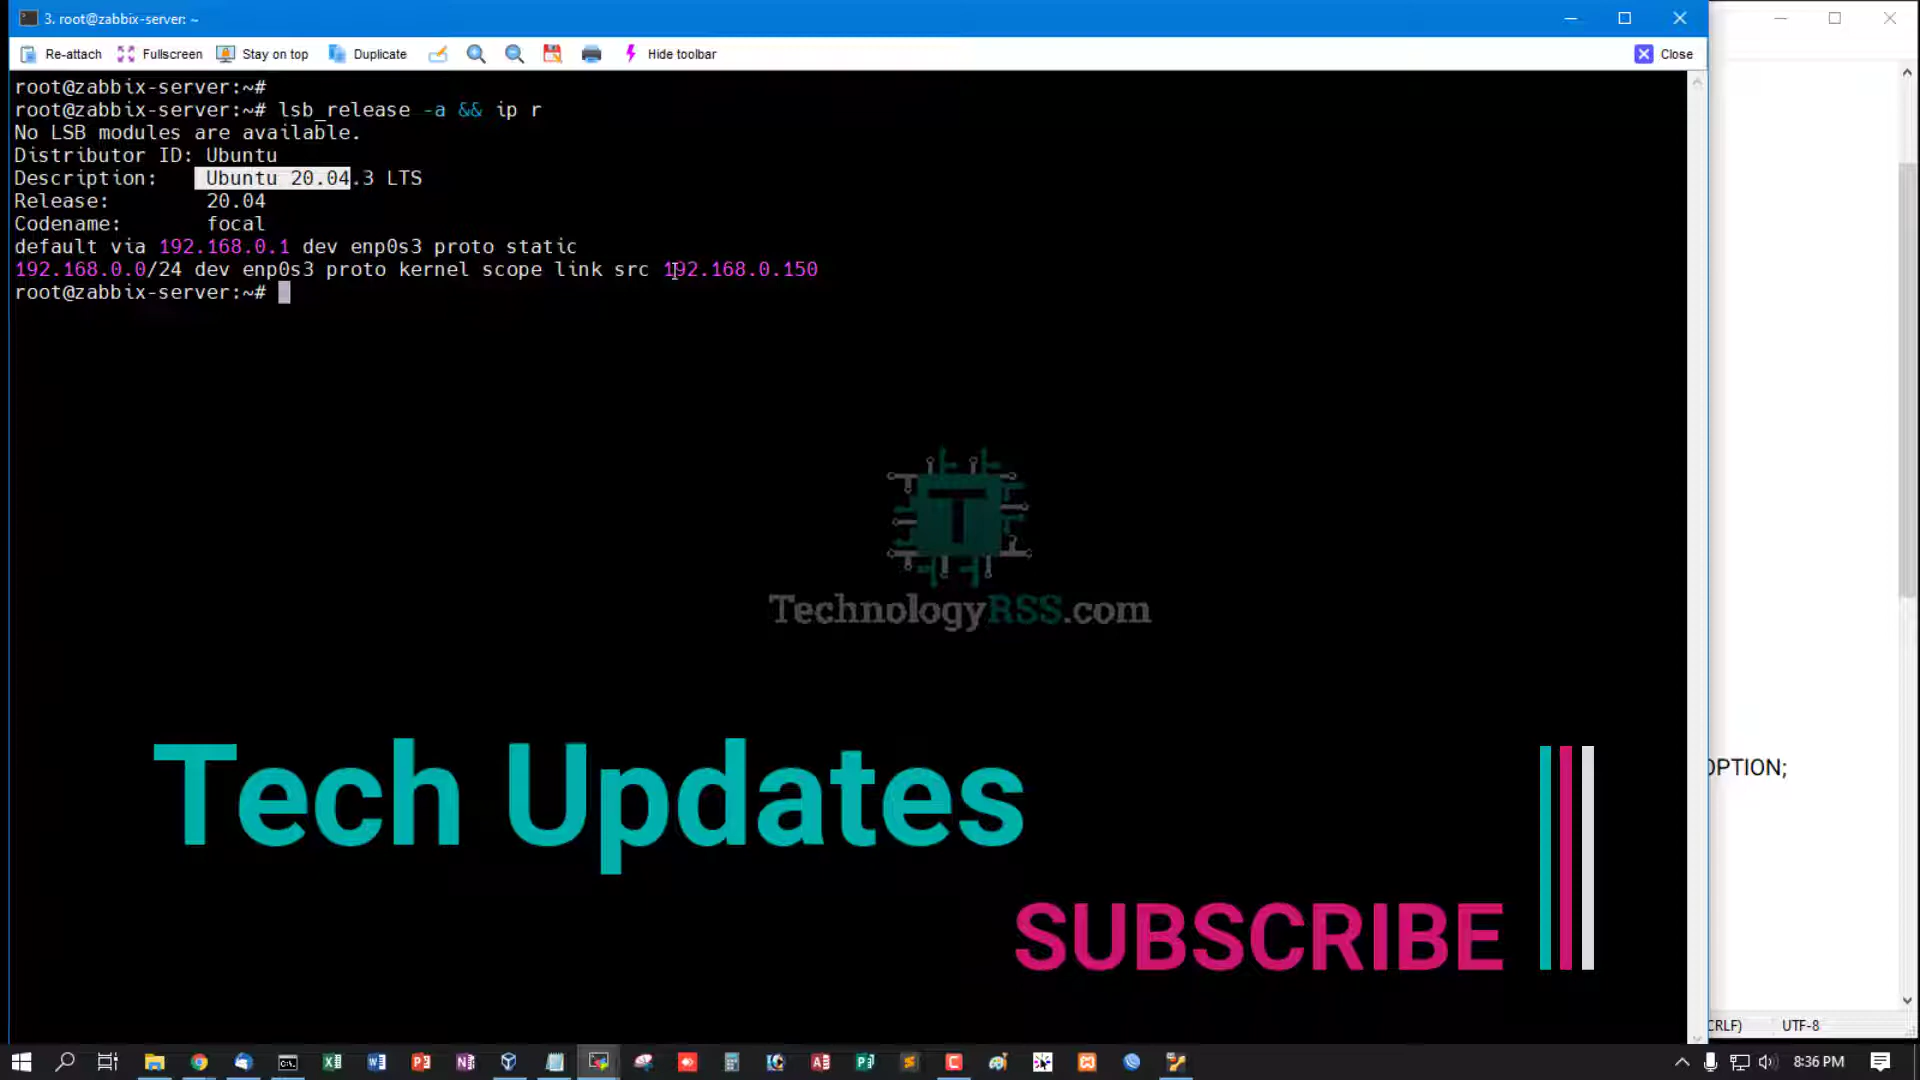 3. root@zabbix-server: ~
Re-attach Fullscreen Stay on top Duplicate Hide toolbar Close
root@zabbix-server:~#
root@zabbix-server:~# lsb_release -a && ip r
No LSB modules are available.
Distributor ID: Ubuntu
Description: Ubuntu 20.04.3 LTS
Release: 20.04
Codename: focal
default via 192.168.0.1 dev enp0s3 proto static
192.168.0.0/24 dev enp0s3 proto kernel scope link src 192.168.0.150
root@zabbix-server:~#
T
TechnologyRSS.com
OPTION;
Tech Updates
SUBSCRIBE
CRLF) UTF-8
8:36 PM